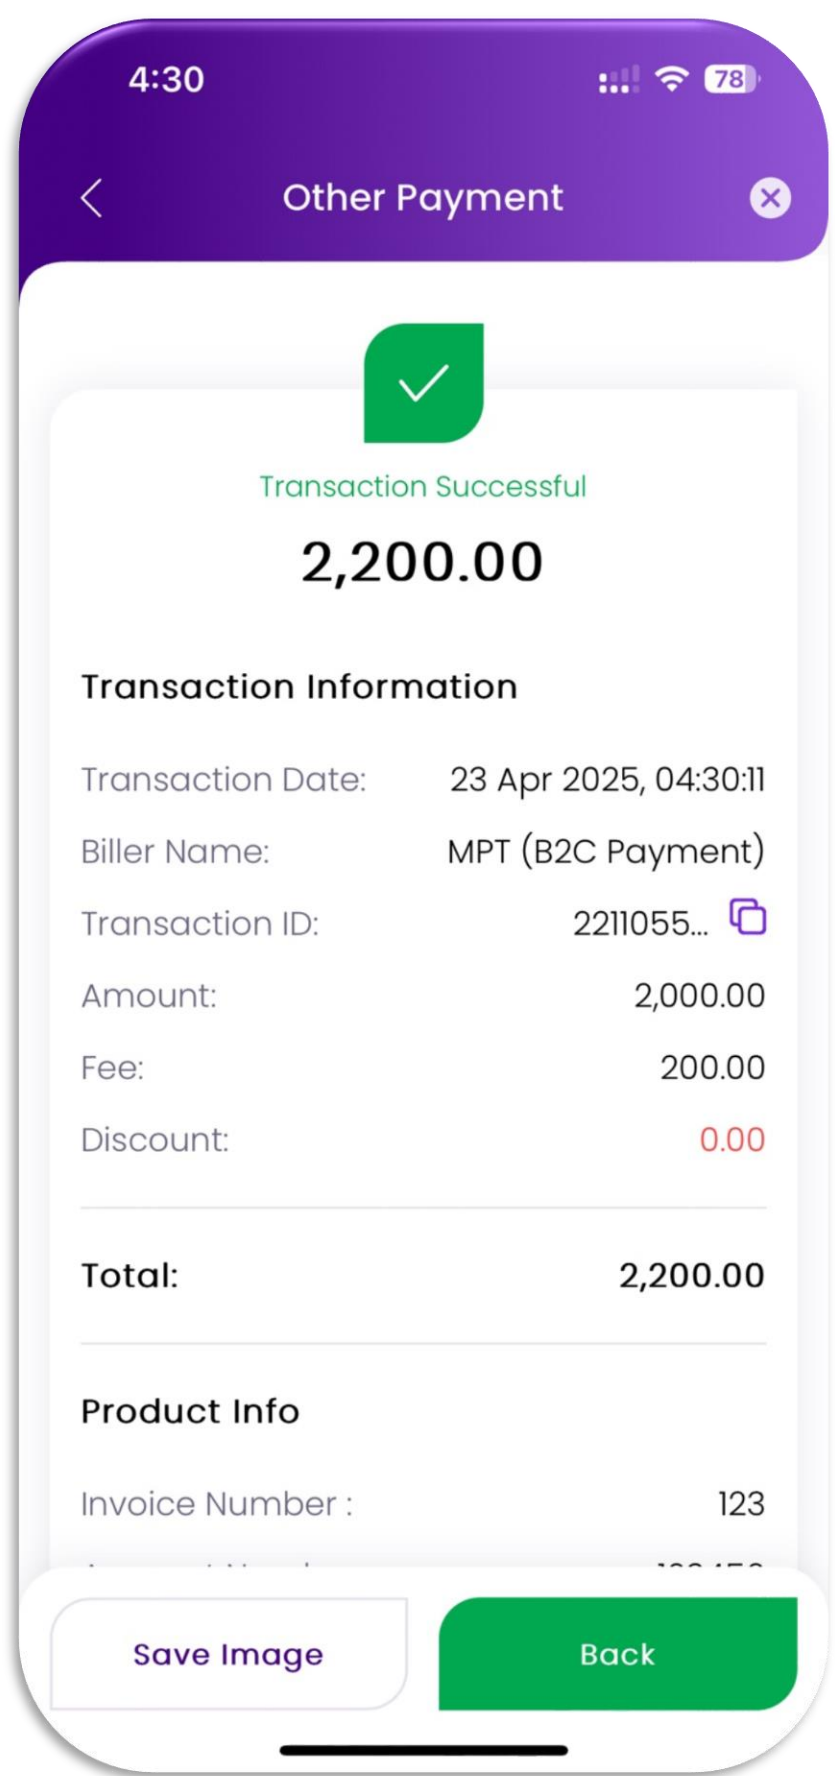 4:30 78
Other Payment
Transaction Successful
2,200.00
Transaction Information
Transaction Date: 23 Apr 2025, 04:30:11
Biller Name: MPT (B2C Payment)
Transaction ID: 2211055...
Amount: 2,000.00
Fee: 200.00
Discount: 0.00
Total: 2,200.00
Product Info
Invoice Number : 123
Save Image Back